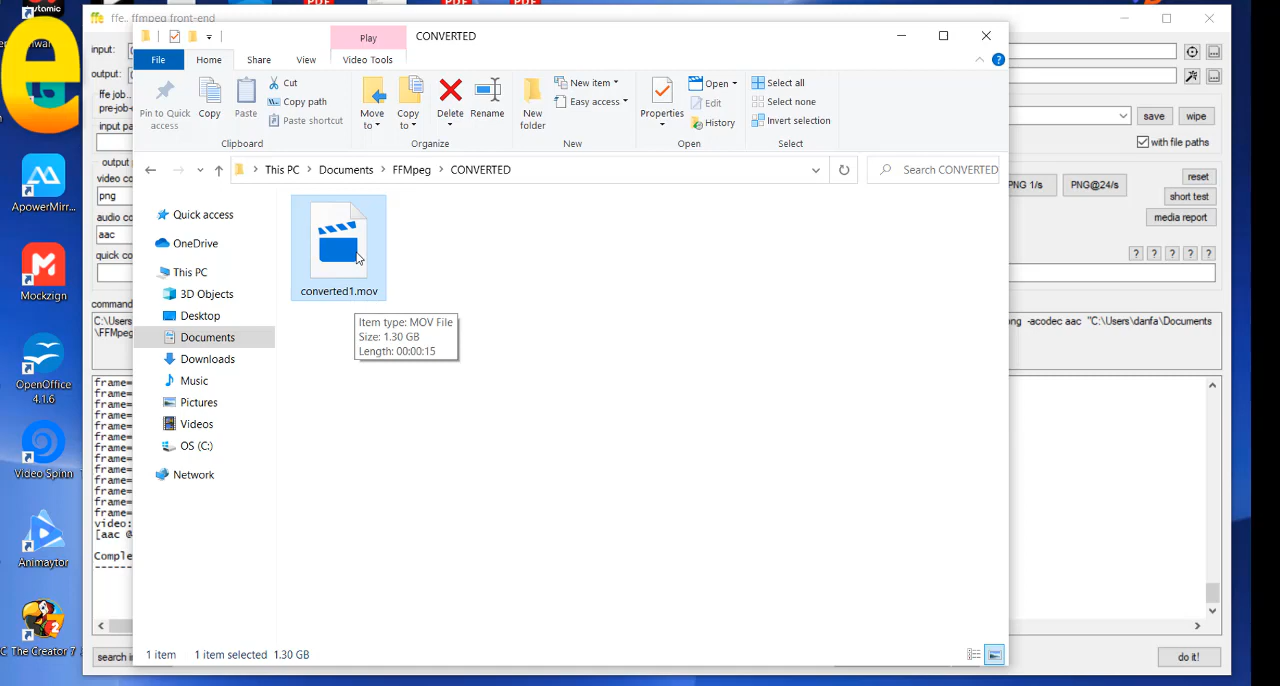 PDF
PDF
PDF
ffe.. ffmpeg front-end
CONVERTED
Play
File
Home
Share
View
Video Tools
Pin to Quick access
Copy
Paste
Cut
Copy path
Paste shortcut
Clipboard
Move to
Copy to
Delete
Rename
Organize
New folder
New item
Easy access
New
Properties
Open
Edit
History
Open
Select all
Select none
Invert selection
Select
This PC > Documents > FFMpeg > CONVERTED
Search CONVERTED
Quick access
OneDrive
This PC
3D Objects
Desktop
Documents
Downloads
Music
Pictures
Videos
OS (C:)
Network
converted1.mov
Item type: MOV File
Size: 1.30 GB
Length: 00:00:15
1 item
1 item selected 1.30 GB
input:
output:
ffe job..
pre-job
input pa
output
video co
png
audio co
aac
quick co
command
C:\Users
\FFMpeg
save
wipe
with file paths
PNG 1/s
PNG@24/s
reset
short test
media report
? ? ? ? ?
png -acodec aac "C:\Users\danfa\Documents
frame=
frame=
frame=
frame=
frame=
frame=
frame=
frame=
frame=
frame=
frame=
frame=
frame=
video:
[aac @
Comple
search in
do it!
e
ApowerMirr...
Mockzign
OpenOffice
4.1.6
Video Spinn
Animaytor
C The Creator 7